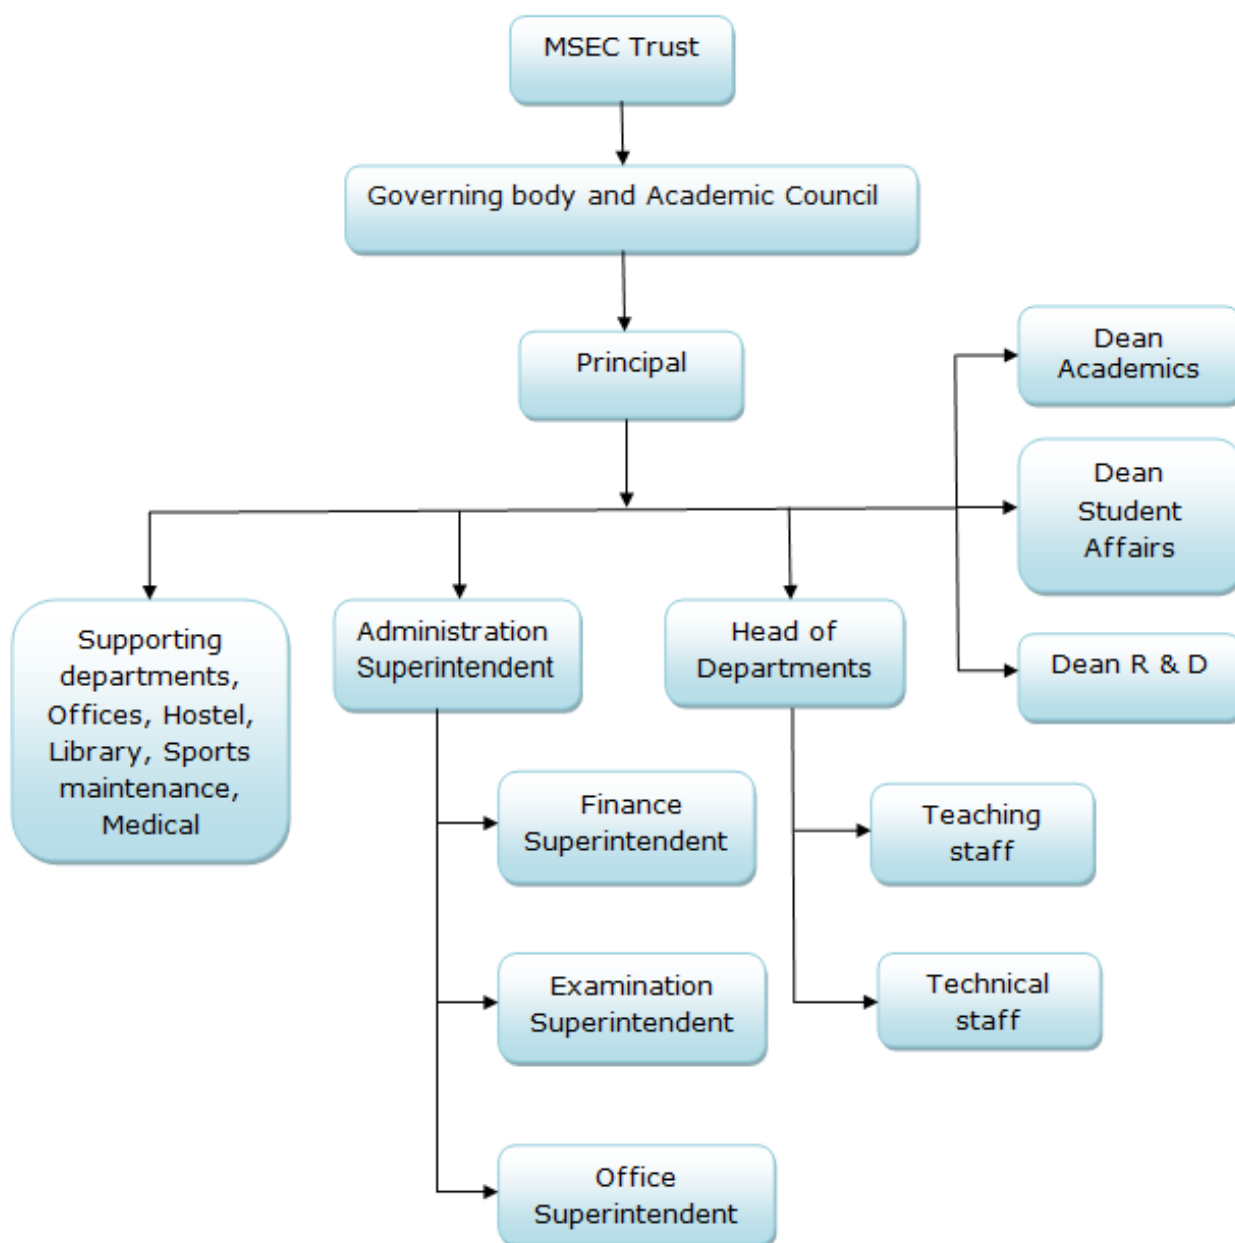 MSEC Trust
Governing body and Academic Council
Principal
Dean
Academics
Dean
Student
Affairs
Dean R & D
Supporting
departments,
Offices, Hostel,
Library, Sports
maintenance,
Medical
Administration
Superintendent
Head of
Departments
Finance
Superintendent
Teaching
staff
Examination
Superintendent
Technical
staff
Office
Superintendent